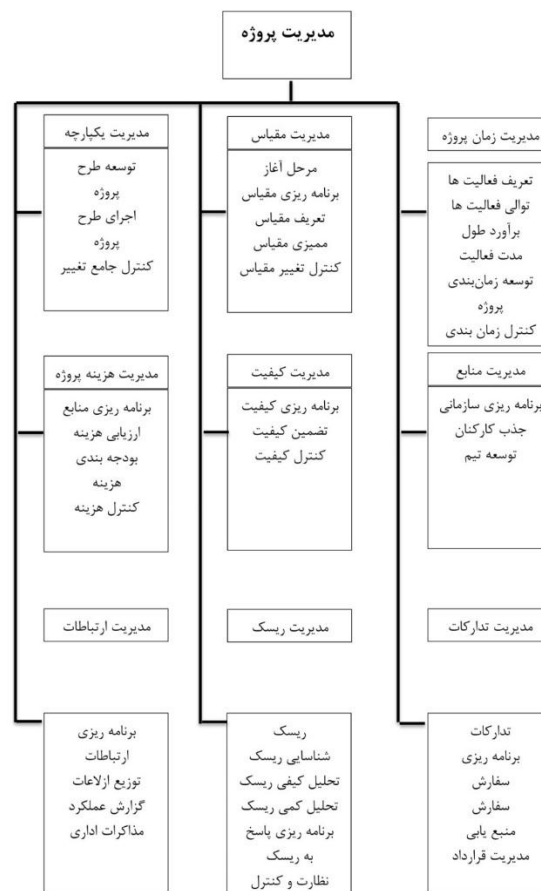 مدیریت پروژه
مدیریت زمان پروژه
تعریف فعالیت ها
توالی فعالیت ها
برآورد طول
مدت فعالیت
توسعه زمان‌بندی
پروژه
کنترل زمان بندی
مدیریت مقیاس
مرحل آغاز
برنامه ریزی مقیاس
تعریف مقیاس
ممیزی مقیاس
کنترل تغییر مقیاس
مدیریت یکپارچه
توسعه طرح
پروژه
اجرای طرح
پروژه
کنترل جامع تغییر
مدیریت منابع
برنامه ریزی سازمانی
جذب کارکنان
توسعه تیم
مدیریت کیفیت
برنامه ریزی کیفیت
تضمین کیفیت
کنترل کیفیت
مدیریت هزینه پروژه
برنامه ریزی منابع
ارزیابی هزینه
بودجه بندی
هزینه
کنترل هزینه
مدیریت تدارکات
تدارکات
برنامه ریزی
سفارش
سفارش
منبع یابی
مدیریت قرارداد
مدیریت ریسک
ریسک
شناسایی ریسک
تحلیل کیفی ریسک
تحلیل کمی ریسک
برنامه ریزی پاسخ
به ریسک
نظارت و کنترل
مدیریت ارتباطات
برنامه ریزی
ارتباطات
توزیع ازلاعات
گزارش عملکرد
مذاکرات اداری